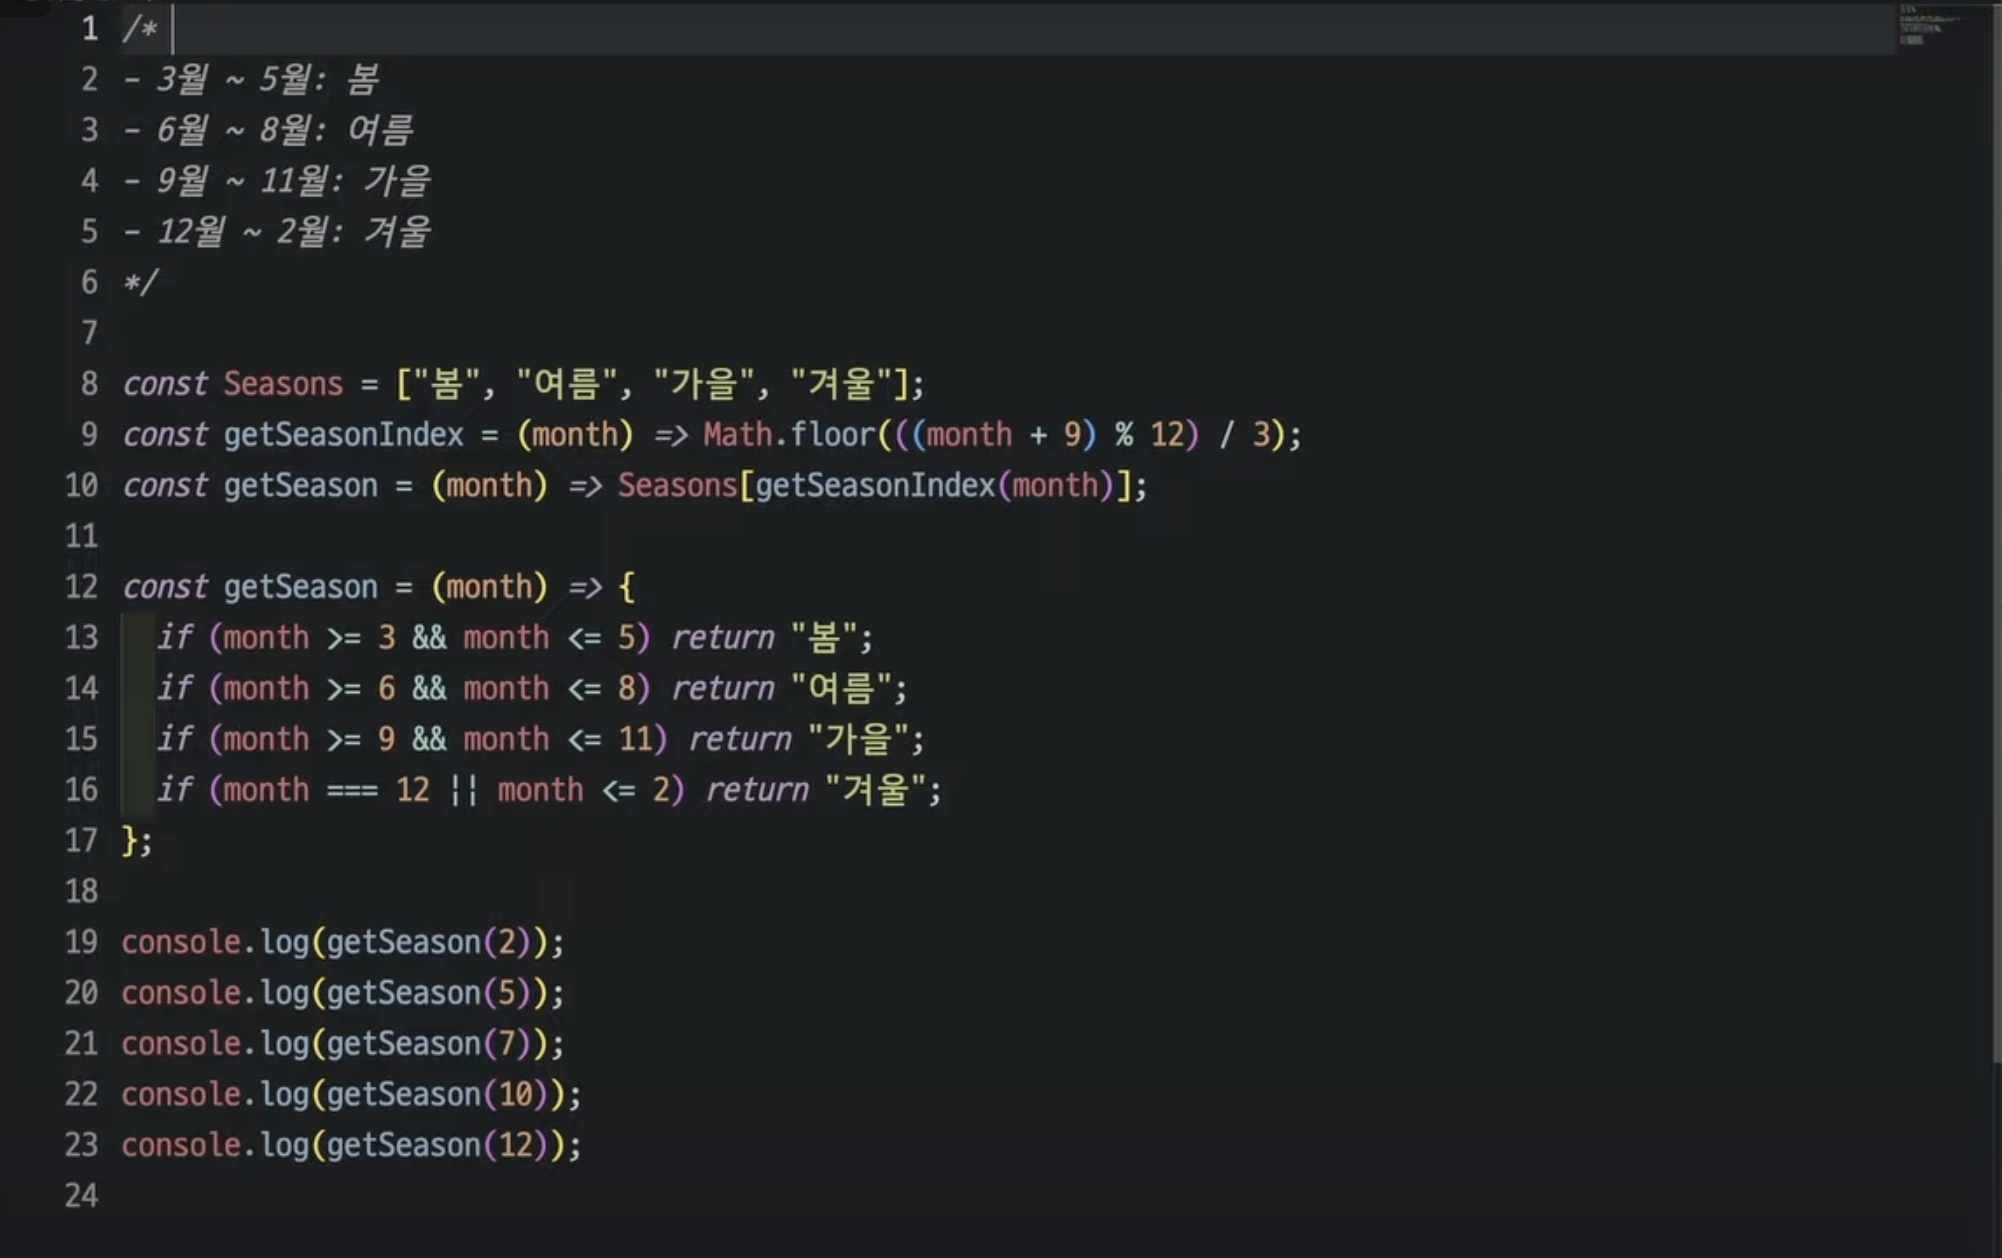 1 /*
2 - 3월 ~ 5월: 봄
3 - 6월 ~ 8월: 여름
4 - 9월 ~ 11월: 가을
5 - 12월 ~ 2월: 겨울
6 */
7
8 const Seasons = ["봄", "여름", "가을", "겨울"];
9 const getSeasonIndex = (month) => Math.floor(((month + 9) % 12) / 3);
10 const getSeason = (month) => Seasons[getSeasonIndex(month)];
11
12 const getSeason = (month) => {
13 if (month >= 3 && month <= 5) return "봄";
14 if (month >= 6 && month <= 8) return "여름";
15 if (month >= 9 && month <= 11) return "가을";
16 if (month === 12 || month <= 2) return "겨울";
17 };
18
19 console.log(getSeason(2));
20 console.log(getSeason(5));
21 console.log(getSeason(7));
22 console.log(getSeason(10));
23 console.log(getSeason(12));
24